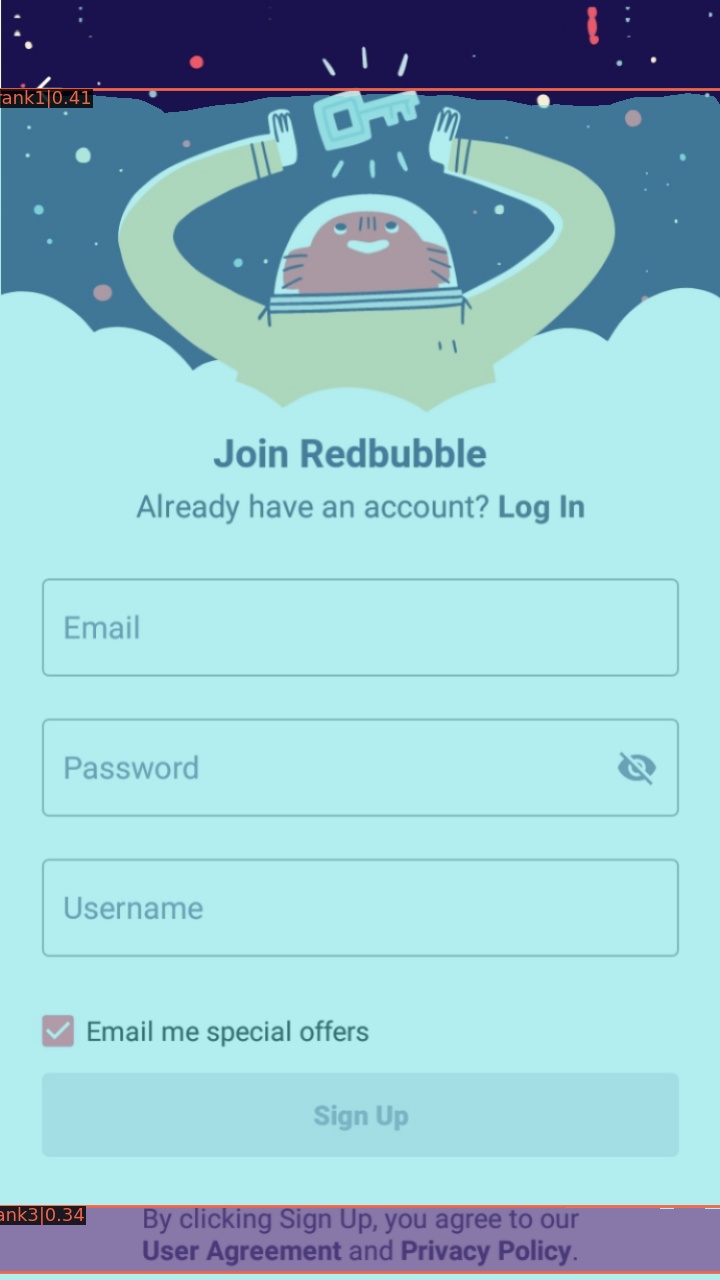 ank1|0.41
Join Redbubble
Already have an account? Log In
Email
Password
Username
Email me special offers
Sign Up
ank3|0.34
By clicking Sign Up, you agree to our
User Agreement and Privacy Policy.